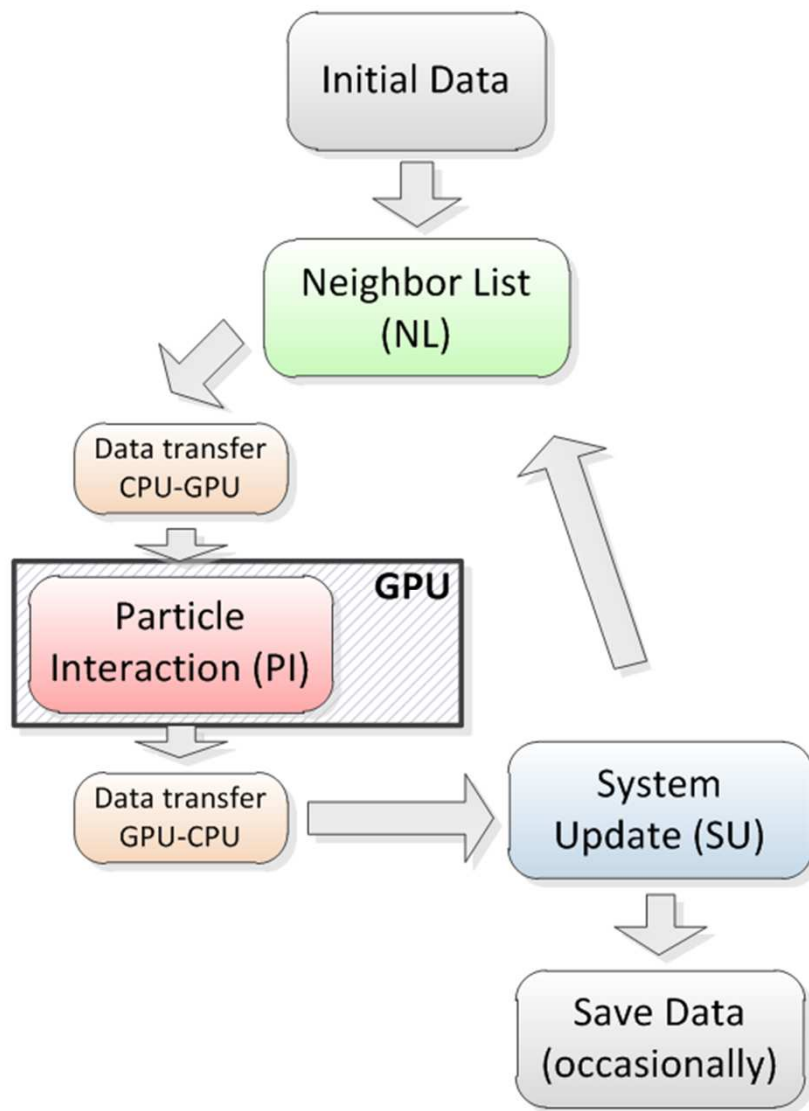 Initial Data
Neighbor List
(NL)
Data transfer
CPU-GPU
GPU
Particle
Interaction (PI)
Data transfer
GPU-CPU
System
Update (SU)
Save Data
(occasionally)